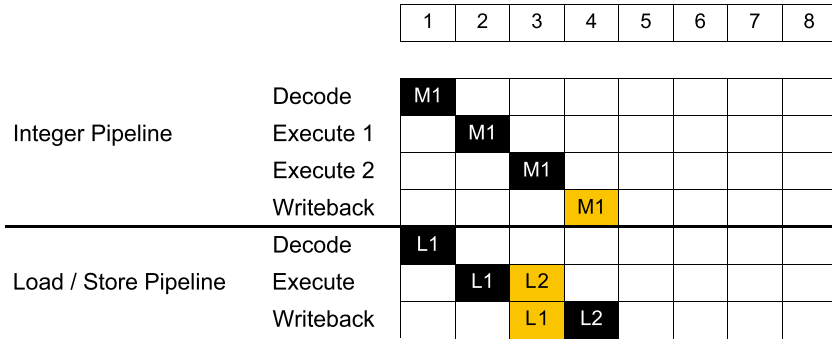 1 2 3 4 5 6 7 8
Decode M1
Integer Pipeline Execute 1 M1
Execute 2 M1
Writeback M1
Decode L1
Load / Store Pipeline Execute L1 L2
Writeback L1 L2